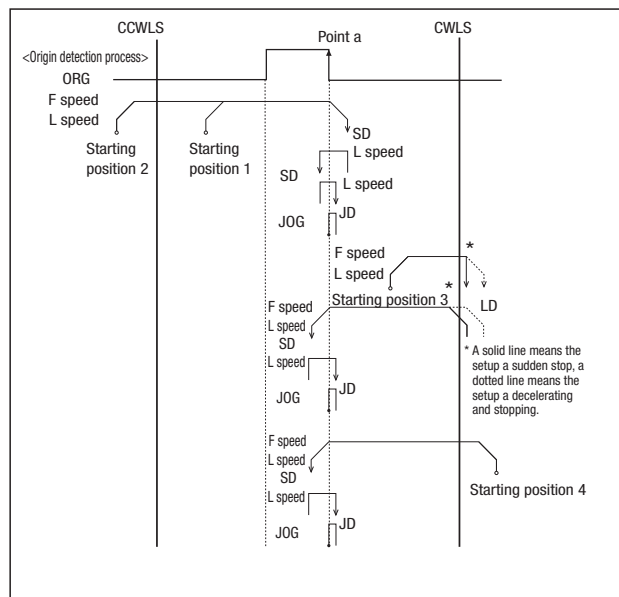 CCWLS
CWLS
Point a
<Origin detection process>
ORG
F speed
L speed
SD
Starting
position 2
Starting
position 1
L speed
SD
L speed
JOG
JD
F speed
*
L speed
Starting position 3
*
LD
F speed
L speed
SD
L speed
* A solid line means the
setup a sudden stop, a
dotted line means the
setup a decelerating
and stopping.
JOG
JD
F speed
L speed
SD
Starting position 4
L speed
JOG
JD